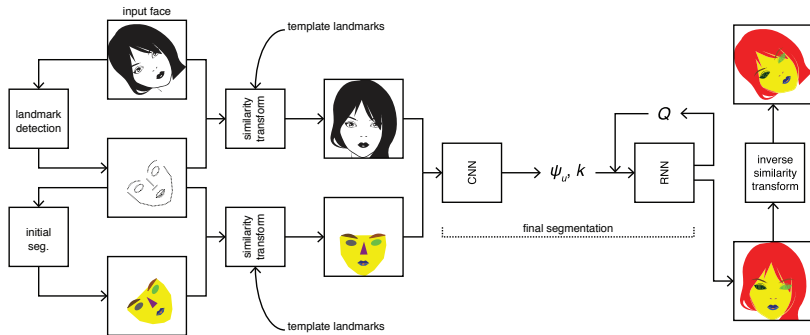 input face
template landmarks
landmark
detection
similarity
transform
CNN
ψu, k
Q
RNN
inverse
similarity
transform
initial
seg.
similarity
transform
final segmentation
template landmarks